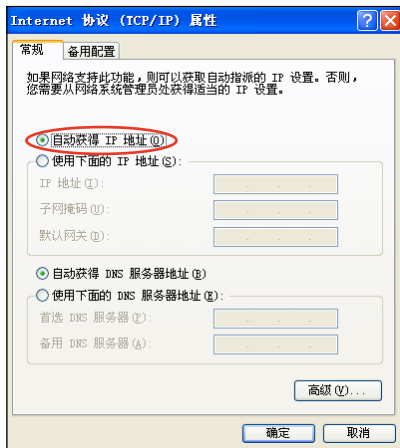 Internet 协议 (TCP/IP) 属性
常规 备用配置
如果网络支持此功能，则可以获取自动指派的 IP 设置。否则，
您需要从网络系统管理员处获得适当的 IP 设置。
自动获得 IP 地址(O)
使用下面的 IP 地址(S):
IP 地址(I):
子网掩码(U):
默认网关(D):
自动获得 DNS 服务器地址(B)
使用下面的 DNS 服务器地址(E):
首选 DNS 服务器(P):
备用 DNS 服务器(A):
高级(V)...
确定 取消